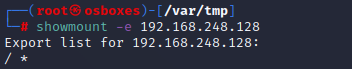 ┌──(root㉿osboxes)-[/var/tmp]
└─# showmount -e 192.168.248.128
Export list for 192.168.248.128:
/ *